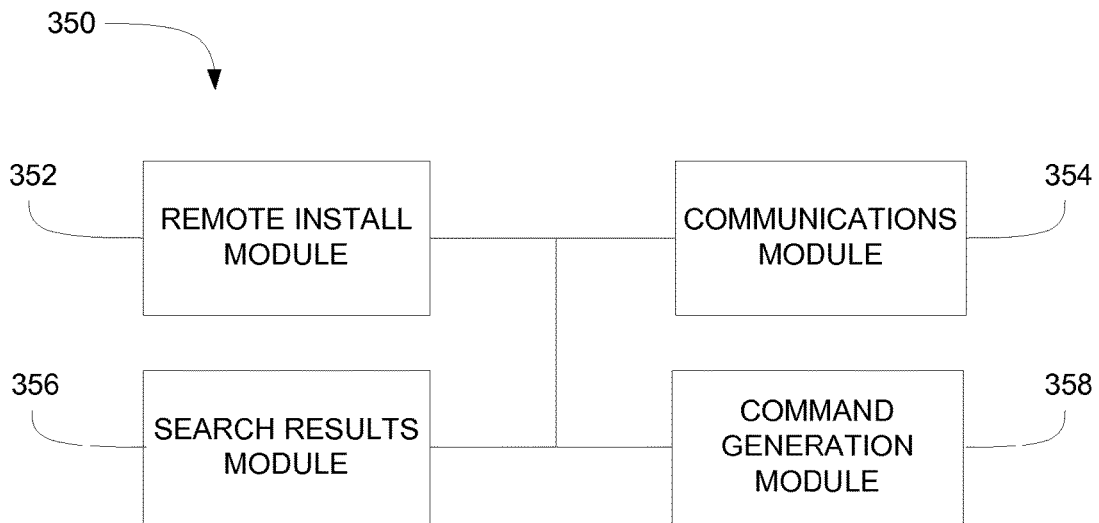 350
352
REMOTE INSTALL
MODULE
COMMUNICATIONS
MODULE
354
356
SEARCH RESULTS
MODULE
COMMAND
GENERATION
MODULE
358